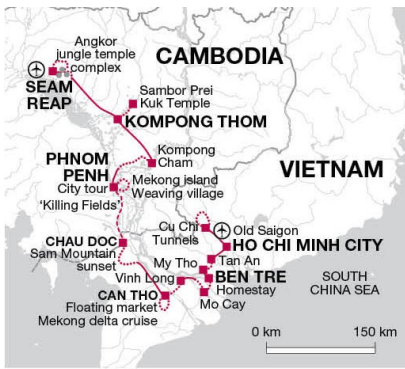 Angkor
jungle temple
complex
CAMBODIA
SEAM
REAP
Sambor Prei
Kuk Temple
KOMPONG THOM
Kompong
Cham
PHNOM
PENH
City tour
'Killing Fields'
Mekong island
Weaving village
VIETNAM
Cu Chi
Tunnels
Old Saigon
HO CHI MINH CITY
CHAU DOC
Sam Mountain
sunset
My Tho
Tan An
Vinh Long
BEN TRE
Homestay
Mo Cay
CAN THO
Floating market
Mekong delta cruise
SOUTH
CHINA SEA
0 km
150 km